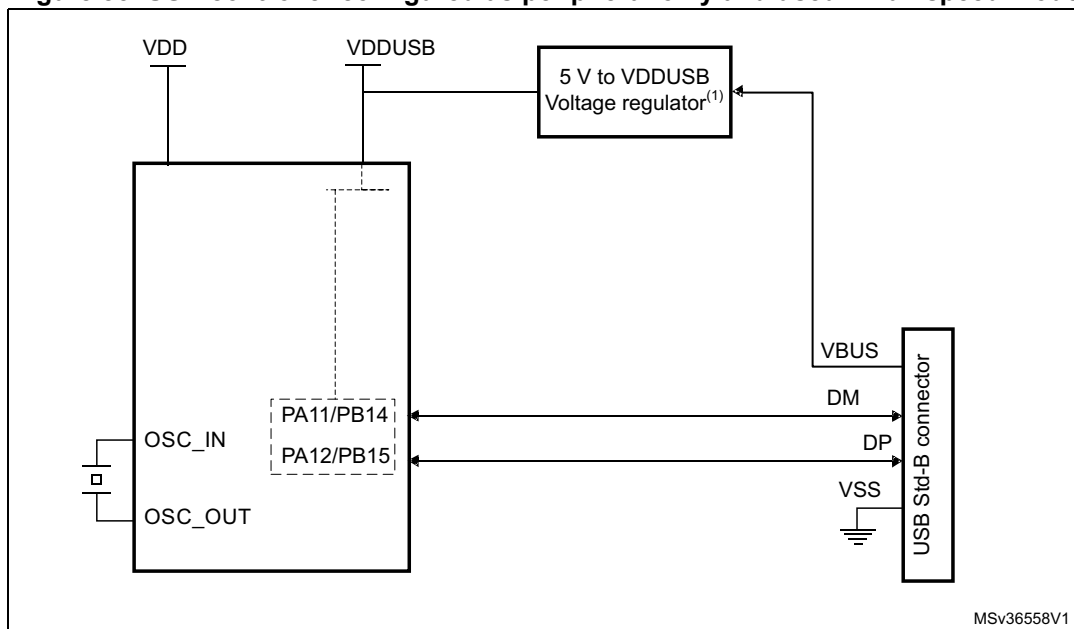 VDD
VDDUSB
5 V to VDDUSB
Voltage regulator(1)
VBUS
DM
PA11/PB14
OSC_IN
DP
PA12/PB15
VSS
OSC_OUT
USB Std-B connector
MSv36558V1